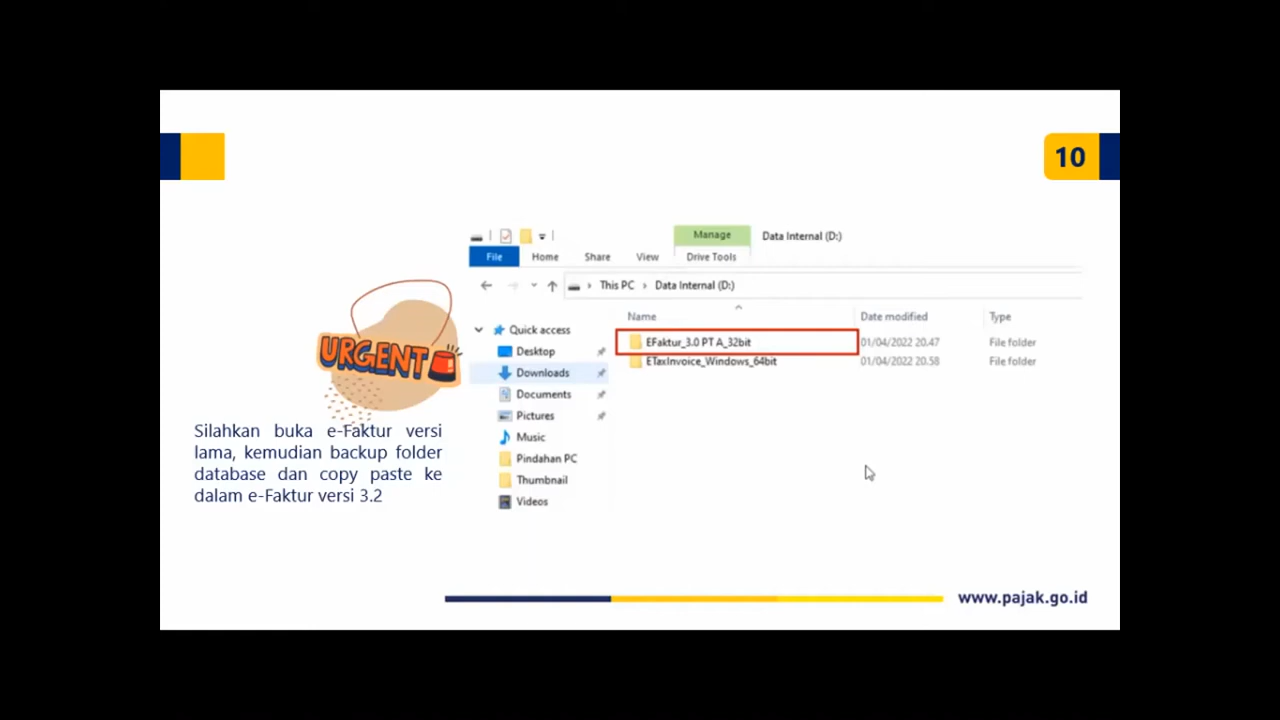 10
Manage
Data Internal (D:)
File
Home
Share
View
Drive Tools
This PC
Data Internal (D:)
Name
Date modified
Type
Quick access
EFaktur_3.0 PT A_32bit
01/04/2022 20.47
File folder
ETaxInvoice_Windows_64bit
01/04/2022 20.58
File folder
Desktop
Downloads
Documents
Pictures
Music
Pindahan PC
Thumbnail
Videos
URGENT
Silahkan buka e-Faktur versi
lama, kemudian backup folder
database dan copy paste ke
dalam e-Faktur versi 3.2
www.pajak.go.id